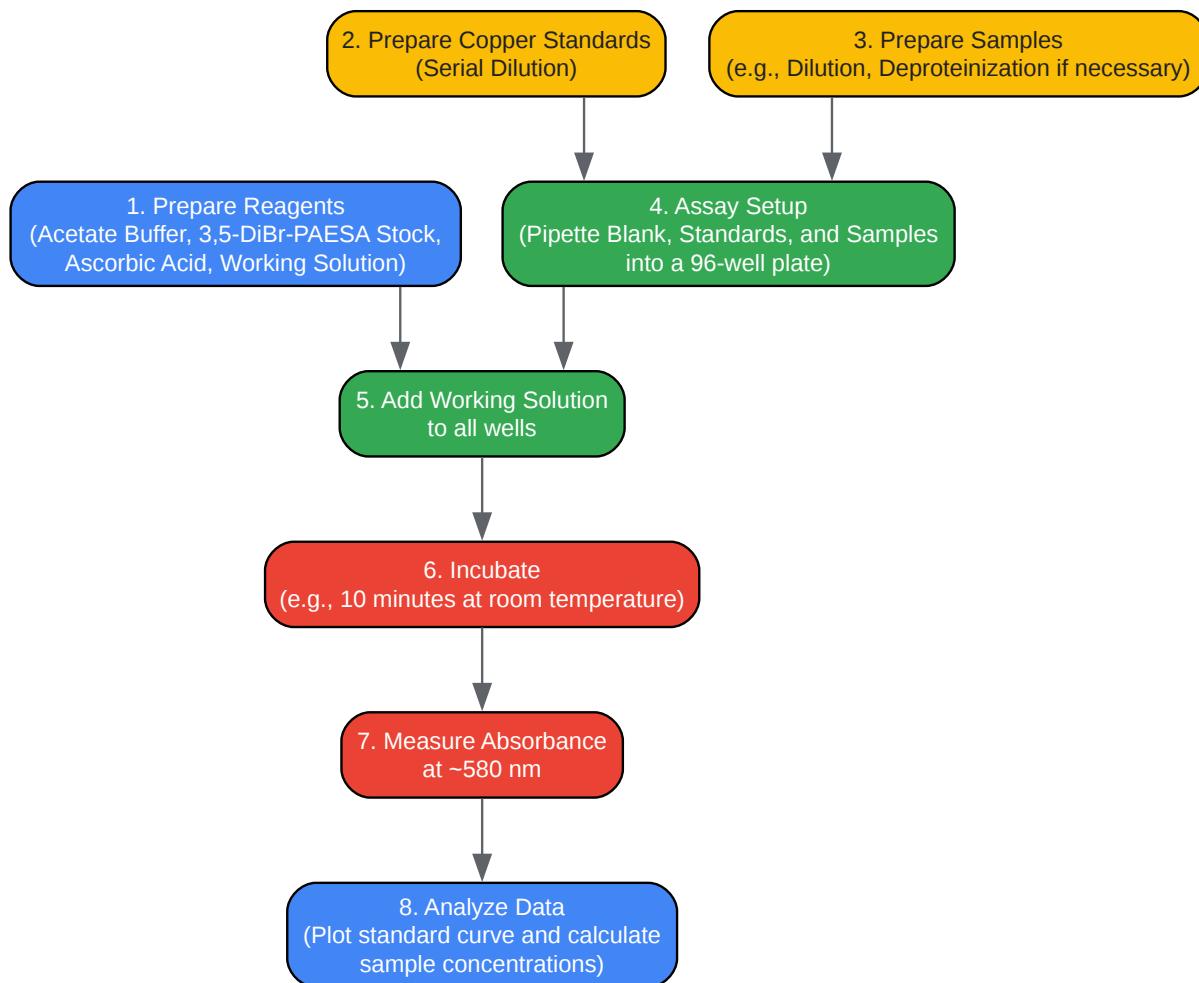 2. Prepare Copper Standards
(Serial Dilution)
3. Prepare Samples
(e.g., Dilution, Deproteinization if necessary)
1. Prepare Reagents
(Acetate Buffer, 3,5-DiBr-PAESA Stock,
Ascorbic Acid, Working Solution)
4. Assay Setup
(Pipette Blank, Standards, and Samples
into a 96-well plate)
5. Add Working Solution
to all wells
6. Incubate
(e.g., 10 minutes at room temperature)
7. Measure Absorbance
at ~580 nm
8. Analyze Data
(Plot standard curve and calculate
sample concentrations)